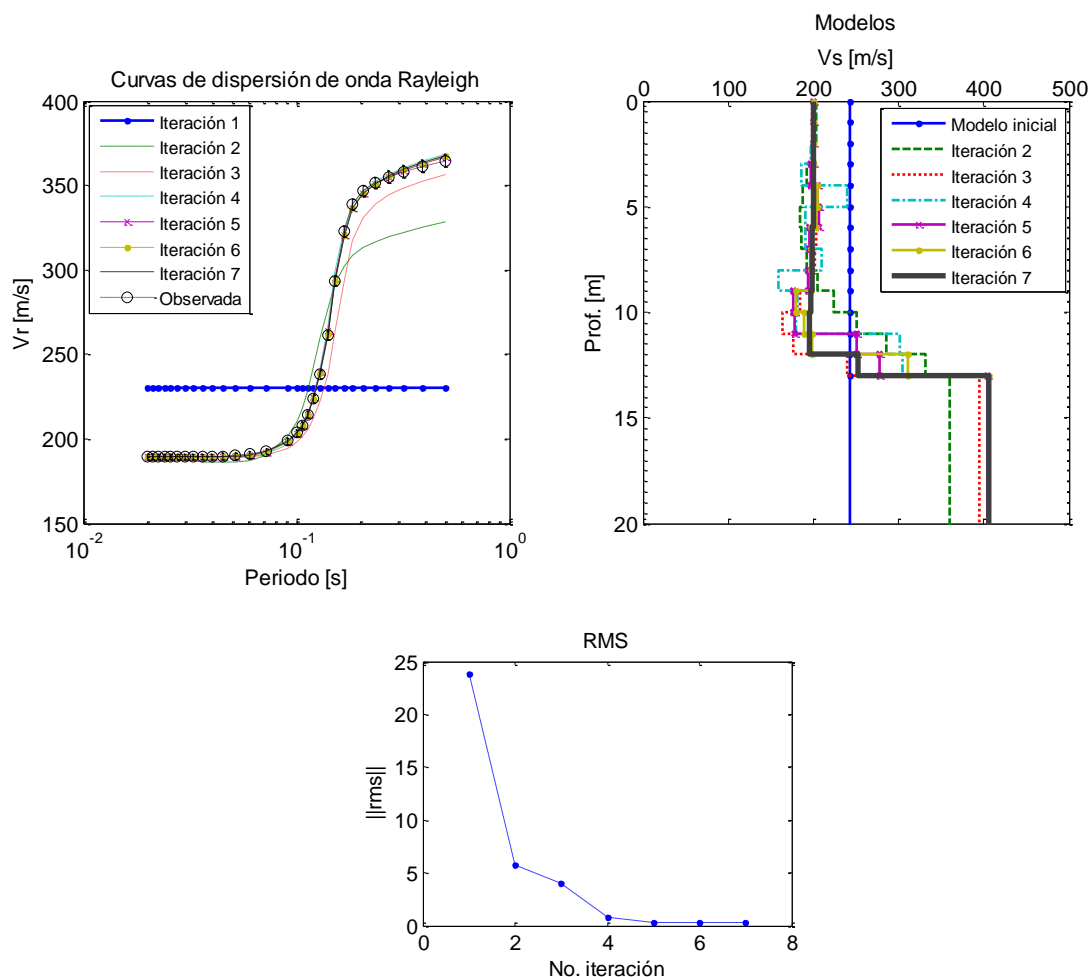 Curvas de dispersión de onda Rayleigh
400
350
300
250
200
150
Vr [m/s]
10-2
10-1
100
Periodo [s]
Iteración 1
Iteración 2
Iteración 3
Iteración 4
Iteración 5
Iteración 6
Iteración 7
Observada
Modelos
Vs [m/s]
0 100 200 300 400 500
0
5
10
15
20
Prof. [m]
Modelo inicial
Iteración 2
Iteración 3
Iteración 4
Iteración 5
Iteración 6
Iteración 7
RMS
25
20
15
10
5
0
||rms||
0 2 4 6 8
No. iteración